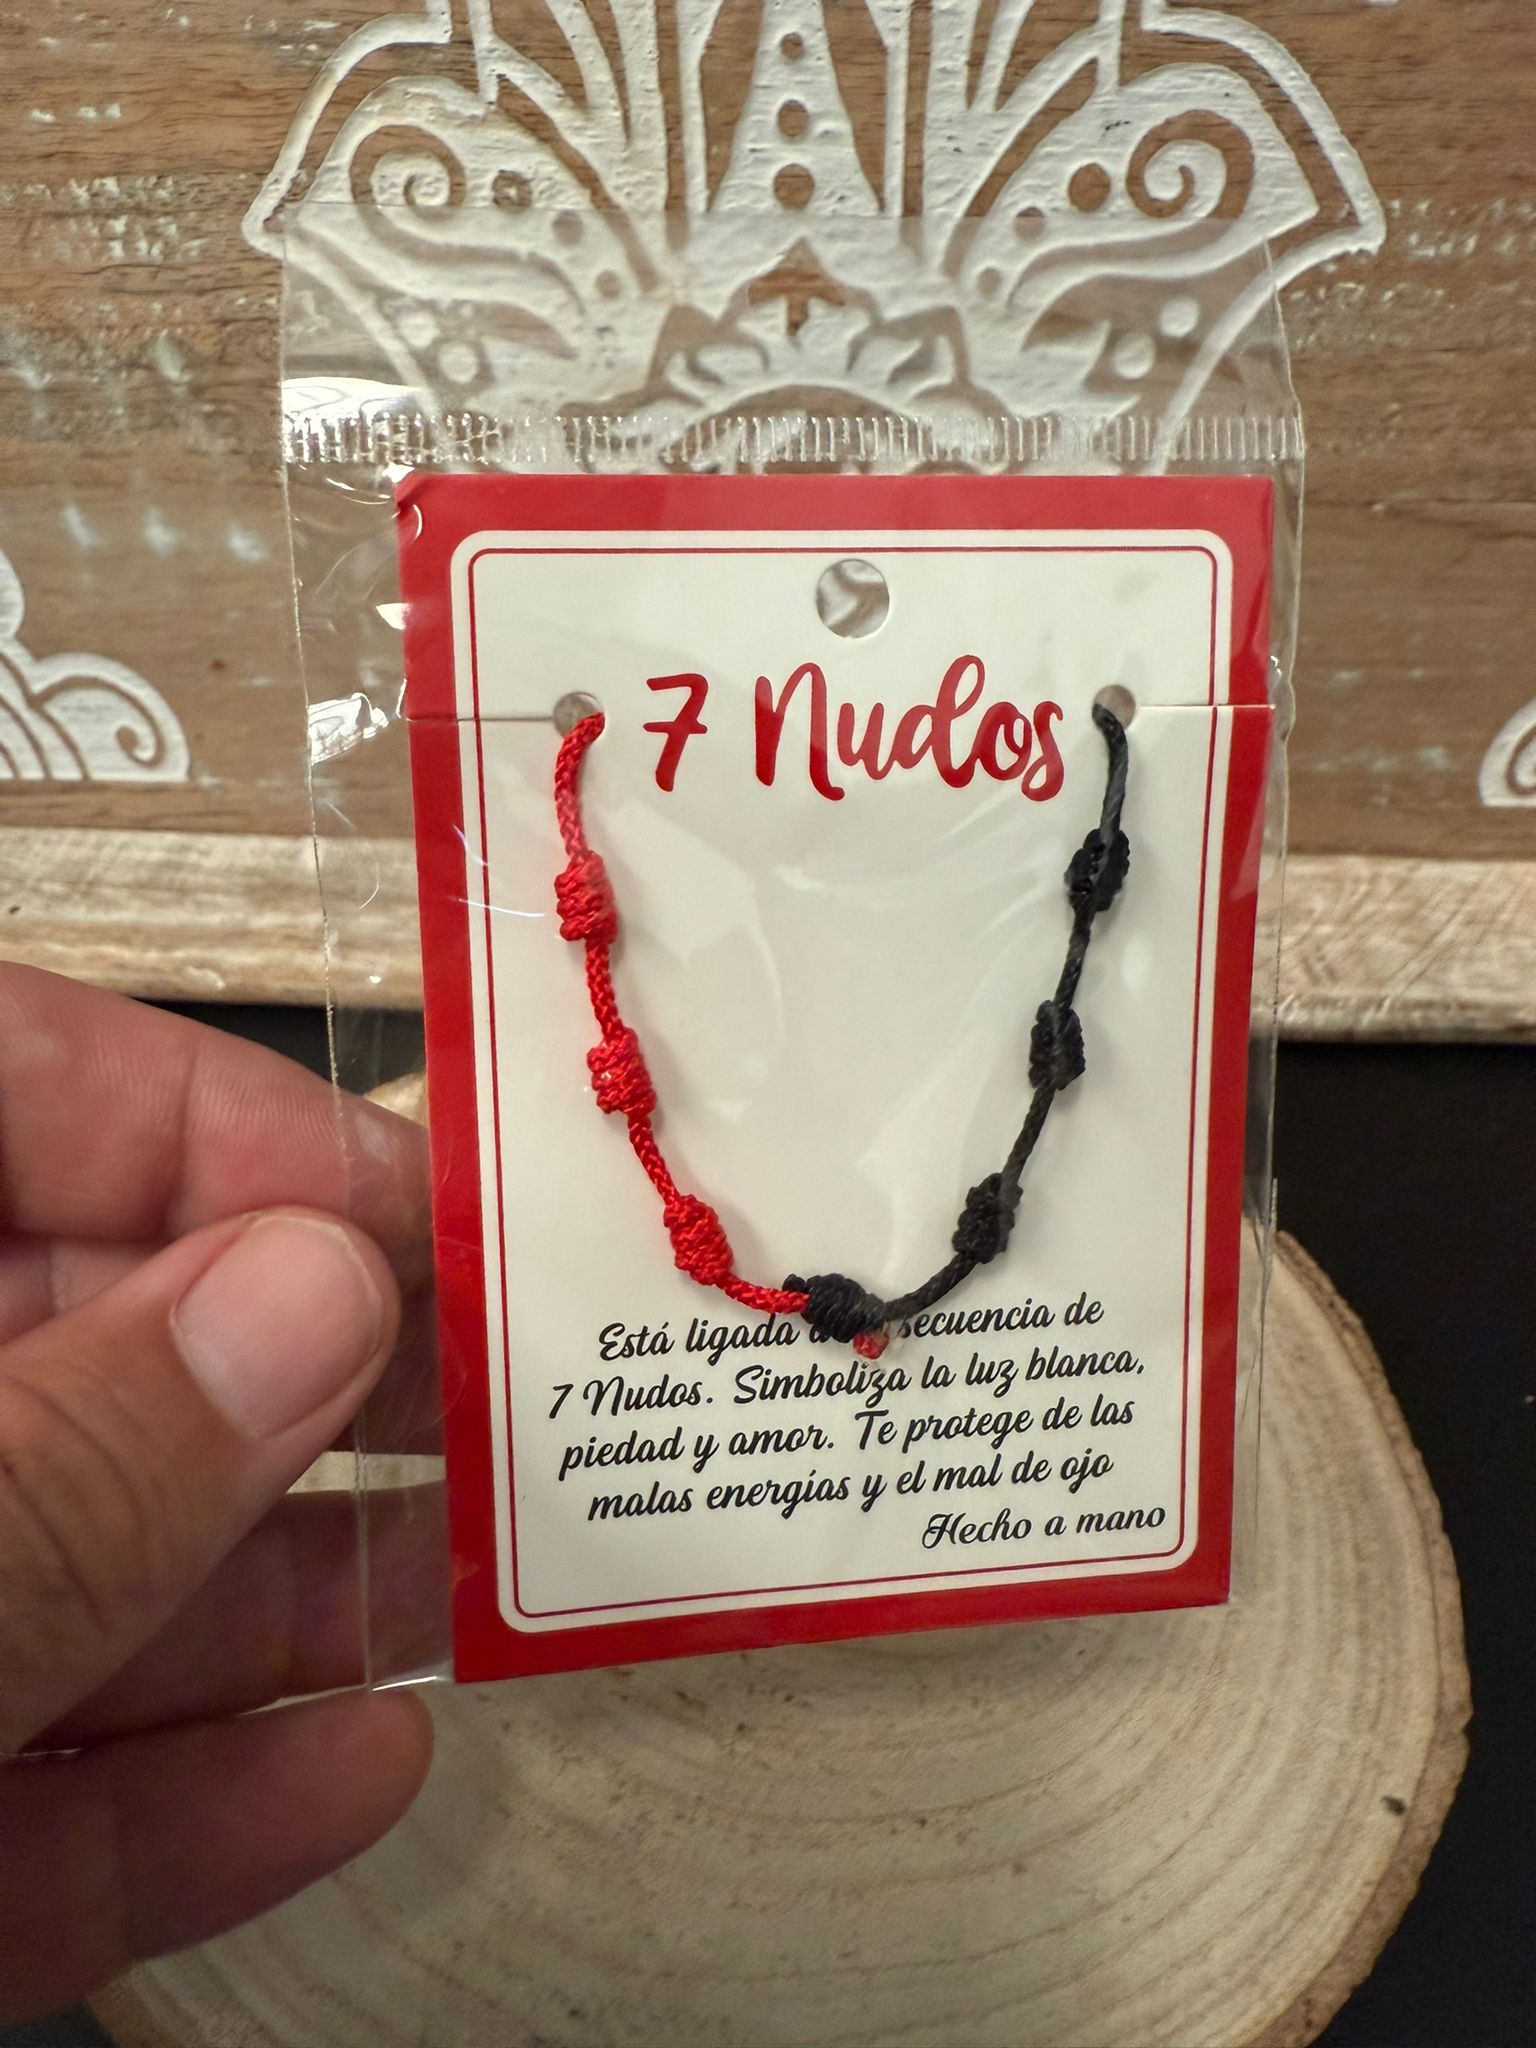 7 Nudos
Está ligada secuencia de
7 Nudos. Simboliza la luz blanca,
piedad y amor. Te protege de las
malas energías y el mal de ojo
Hecho a mano